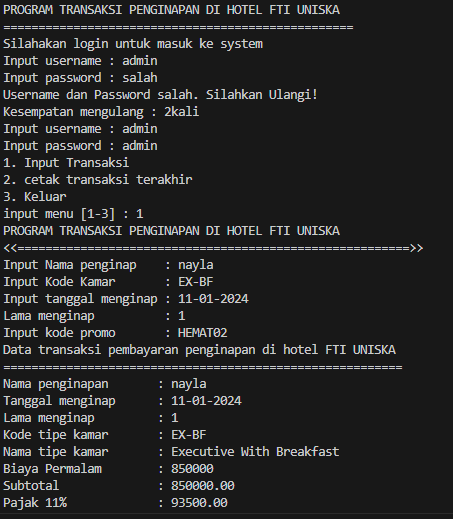 PROGRAM TRANSAKSI PENGINAPAN DI HOTEL FTI UNISKA
==================================================
Silahakan login untuk masuk ke system
Input username : admin
Input password : salah
Username dan Password salah. Silahkan Ulangi!
Kesempatan mengulang : 2kali
Input username : admin
Input password : admin
1. Input Transaksi
2. cetak transaksi terakhir
3. Keluar
input menu [1-3] : 1
PROGRAM TRANSAKSI PENGINAPAN DI HOTEL FTI UNISKA
<<========================================================>>
Input Nama penginap    : nayla
Input Kode Kamar       : EX-BF
Input tanggal menginap : 11-01-2024
Lama menginap          : 1
Input kode promo       : HEMAT02
Data transaksi pembayaran penginapan di hotel FTI UNISKA
=========================================================
Nama penginapan       : nayla
Tanggal menginap      : 11-01-2024
Lama menginap         : 1
Kode tipe kamar       : EX-BF
Nama tipe kamar       : Executive With Breakfast
Biaya Permalam        : 850000
Subtotal              : 850000.00
Pajak 11%             : 93500.00